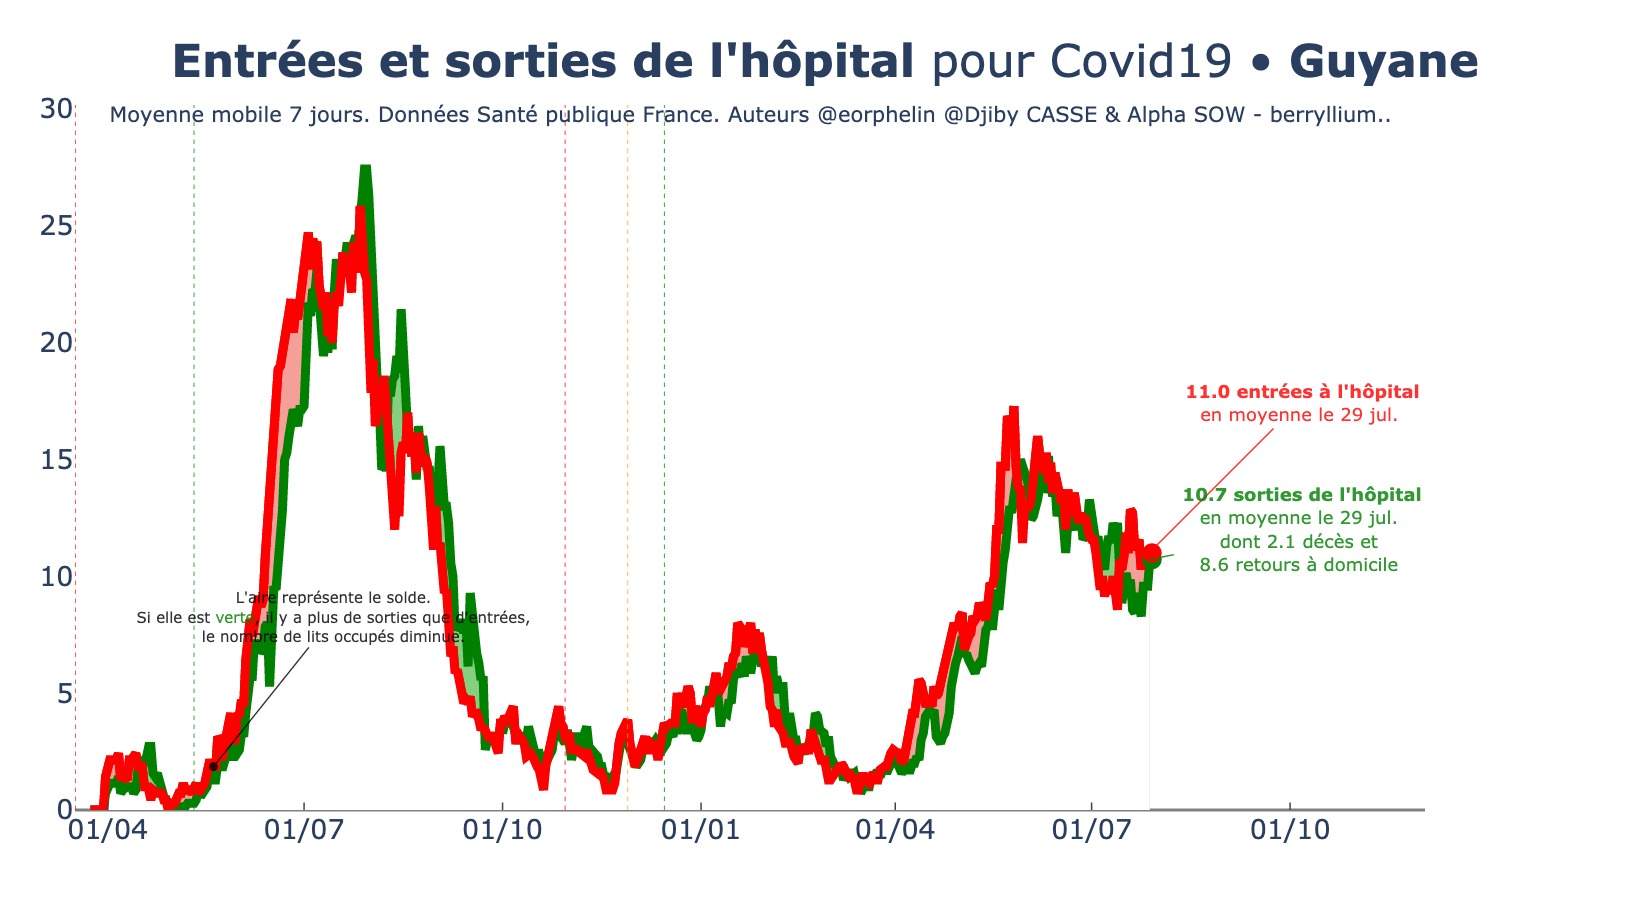 Entrées et sorties de l'hôpital pour Covid19 • Guyane
Moyenne mobile 7 jours. Données Santé publique France. Auteurs @eorphelin @Djiby CASSE & Alpha SOW - berryllium..
30
25
20
15
10
5
0
11.0 entrées à l'hôpital
en moyenne le 29 jul.
10.7 sorties de l'hôpital
en moyenne le 29 jul.
dont 2.1 décès et
8.6 retours à domicile
L'aire représente le solde.
Si elle est verte, il y a plus de sorties que d'entrées,
le nombre de lits occupés diminue.
01/04 01/07 01/10 01/01 01/04 01/07 01/10